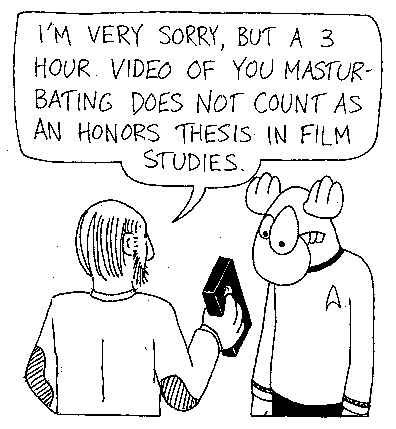 I'M VERY SORRY, BUT A 3
HOUR VIDEO OF YOU MASTUR-
BATING DOES NOT COUNT AS
AN HONORS THESIS IN FILM
STUDIES.